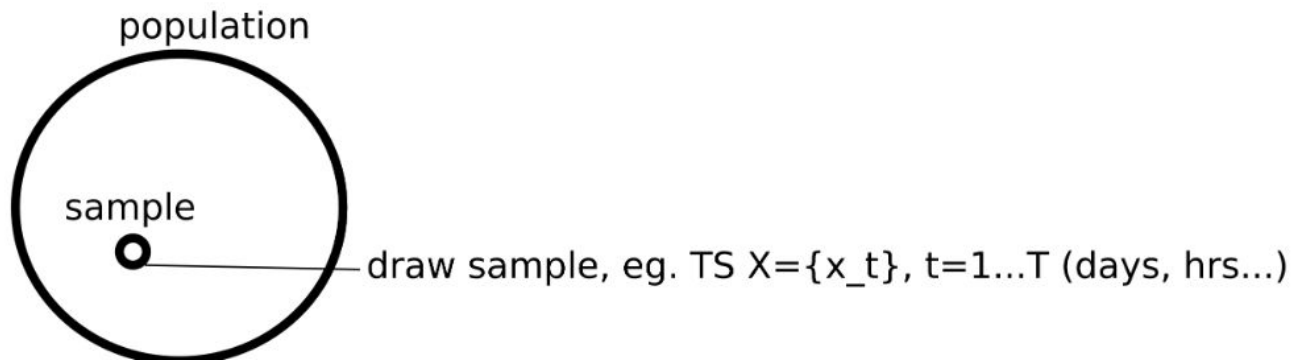 population
sample
draw sample, eg. TS X={x_t}, t=1...T (days, hrs...)